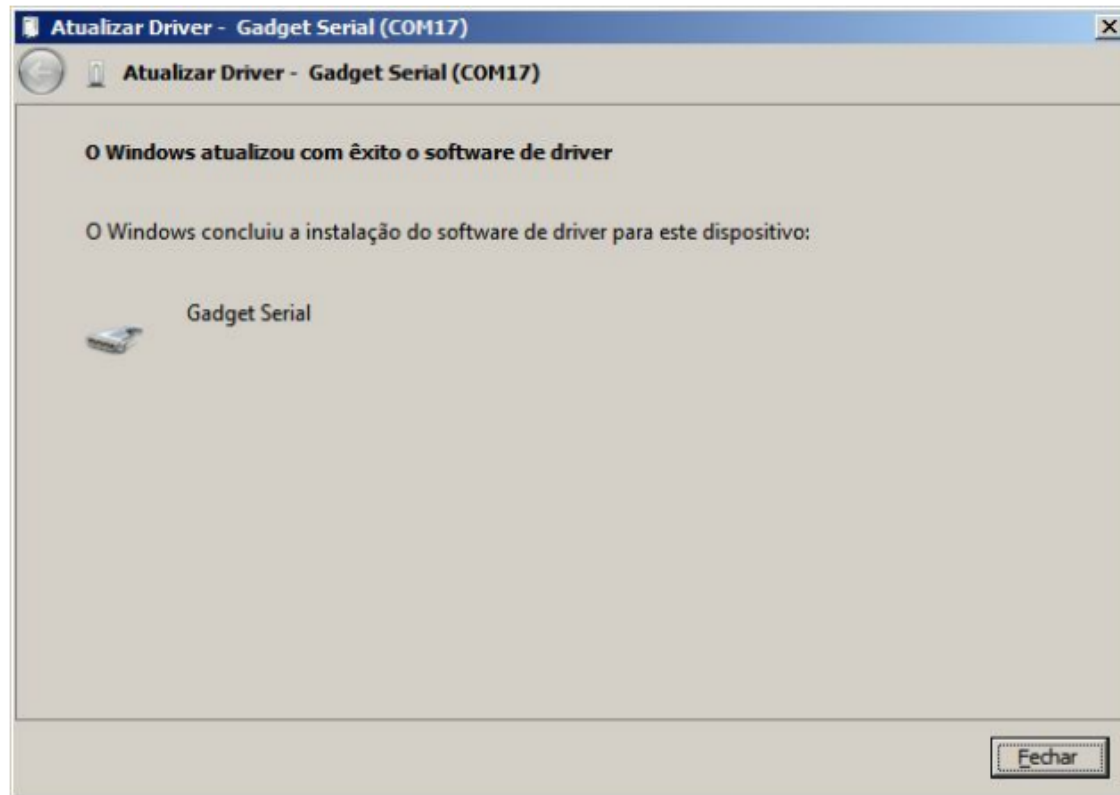 Atualizar Driver - Gadget Serial (COM17)
Atualizar Driver - Gadget Serial (COM17)
O Windows atualizou com êxito o software de driver
O Windows concluiu a instalação do software de driver para este dispositivo:
Gadget Serial
Fechar